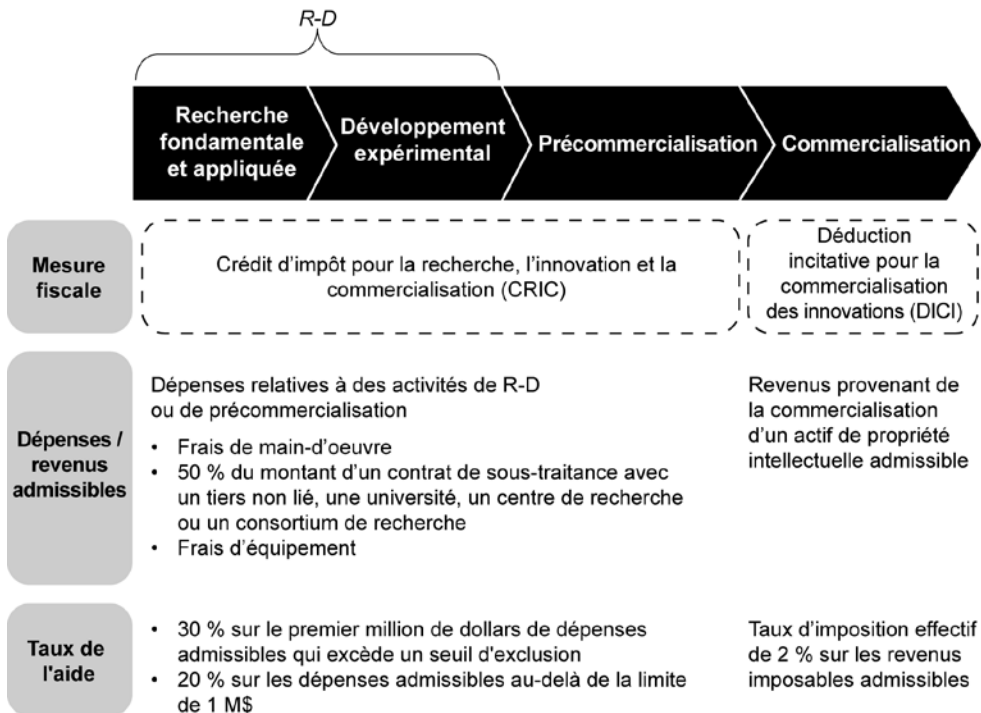 R-D
Recherche
fondamentale
et appliquée
Développement
expérimental
Précommercialisation
Commercialisation
Mesure
fiscale
Crédit d'impôt pour la recherche, l'innovation et la
commercialisation (CRIC)
Déduction
incitative pour la
commercialisation
des innovations (DICI)
Dépenses /
revenus
admissibles
Dépenses relatives à des activités de R-D
ou de précommercialisation
• Frais de main-d'oeuvre
• 50 % du montant d'un contrat de sous-traitance avec
un tiers non lié, une université, un centre de recherche
ou un consortium de recherche
• Frais d'équipement
Revenus provenant de
la commercialisation
d'un actif de propriété
intellectuelle admissible
Taux de
l'aide
• 30 % sur le premier million de dollars de dépenses
admissibles qui excède un seuil d'exclusion
• 20 % sur les dépenses admissibles au-delà de la limite
de 1 M$
Taux d'imposition effectif
de 2 % sur les revenus
imposables admissibles